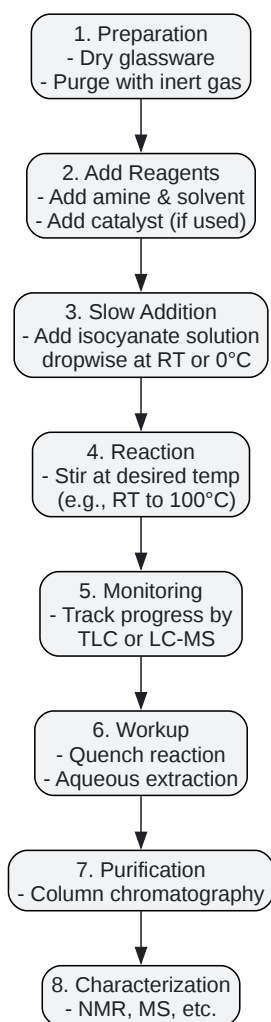 1. Preparation
- Dry glassware
- Purge with inert gas
2. Add Reagents
- Add amine & solvent
- Add catalyst (if used)
3. Slow Addition
- Add isocyanate solution
dropwise at RT or 0°C
4. Reaction
- Stir at desired temp
(e.g., RT to 100°C)
5. Monitoring
- Track progress by
TLC or LC-MS
6. Workup
- Quench reaction
- Aqueous extraction
7. Purification
- Column chromatography
8. Characterization
- NMR, MS, etc.